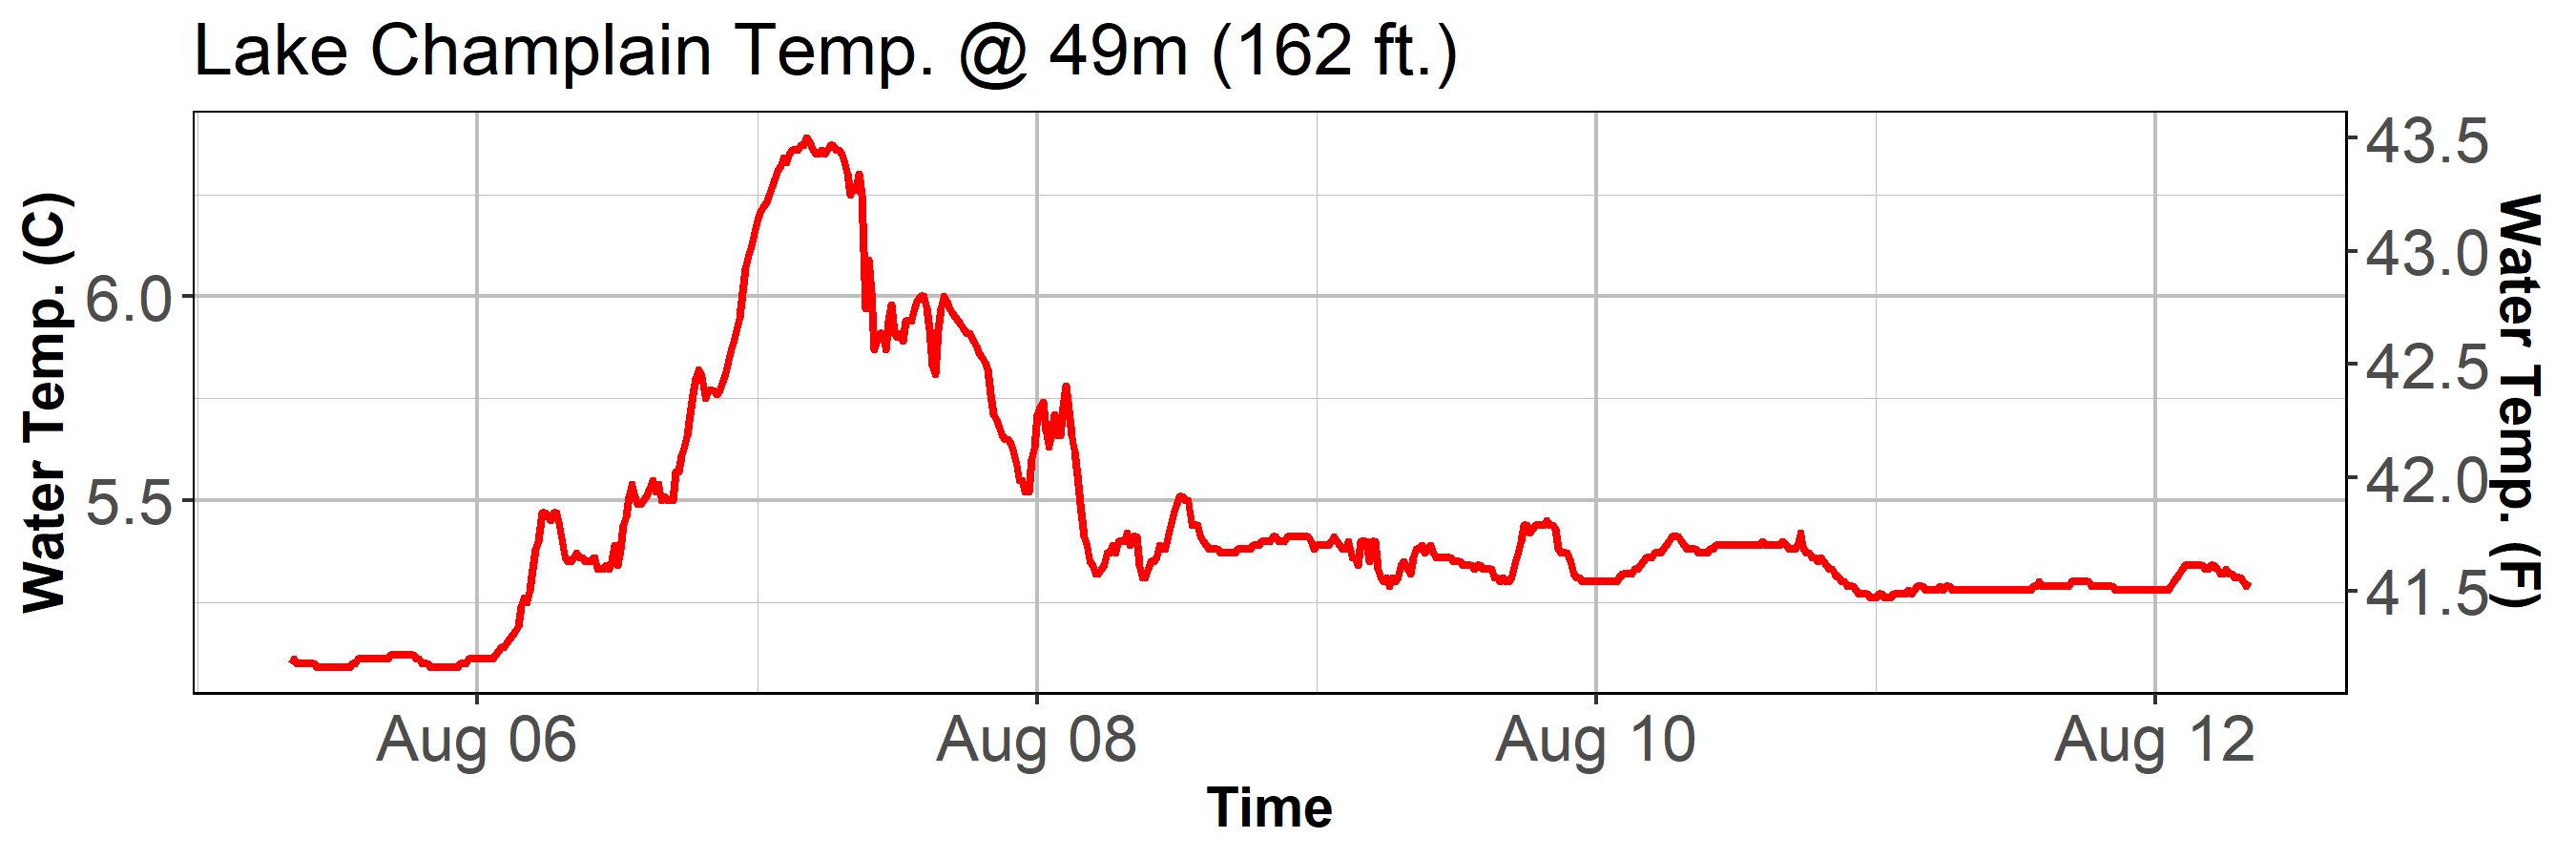 Lake Champlain Temp. @ 49m (162 ft.)
Water Temp. (C)
6.0
5.5
43.5
43.0
42.5
42.0
41.5
Water Temp. (F)
Aug 06
Aug 08
Aug 10
Aug 12
Time